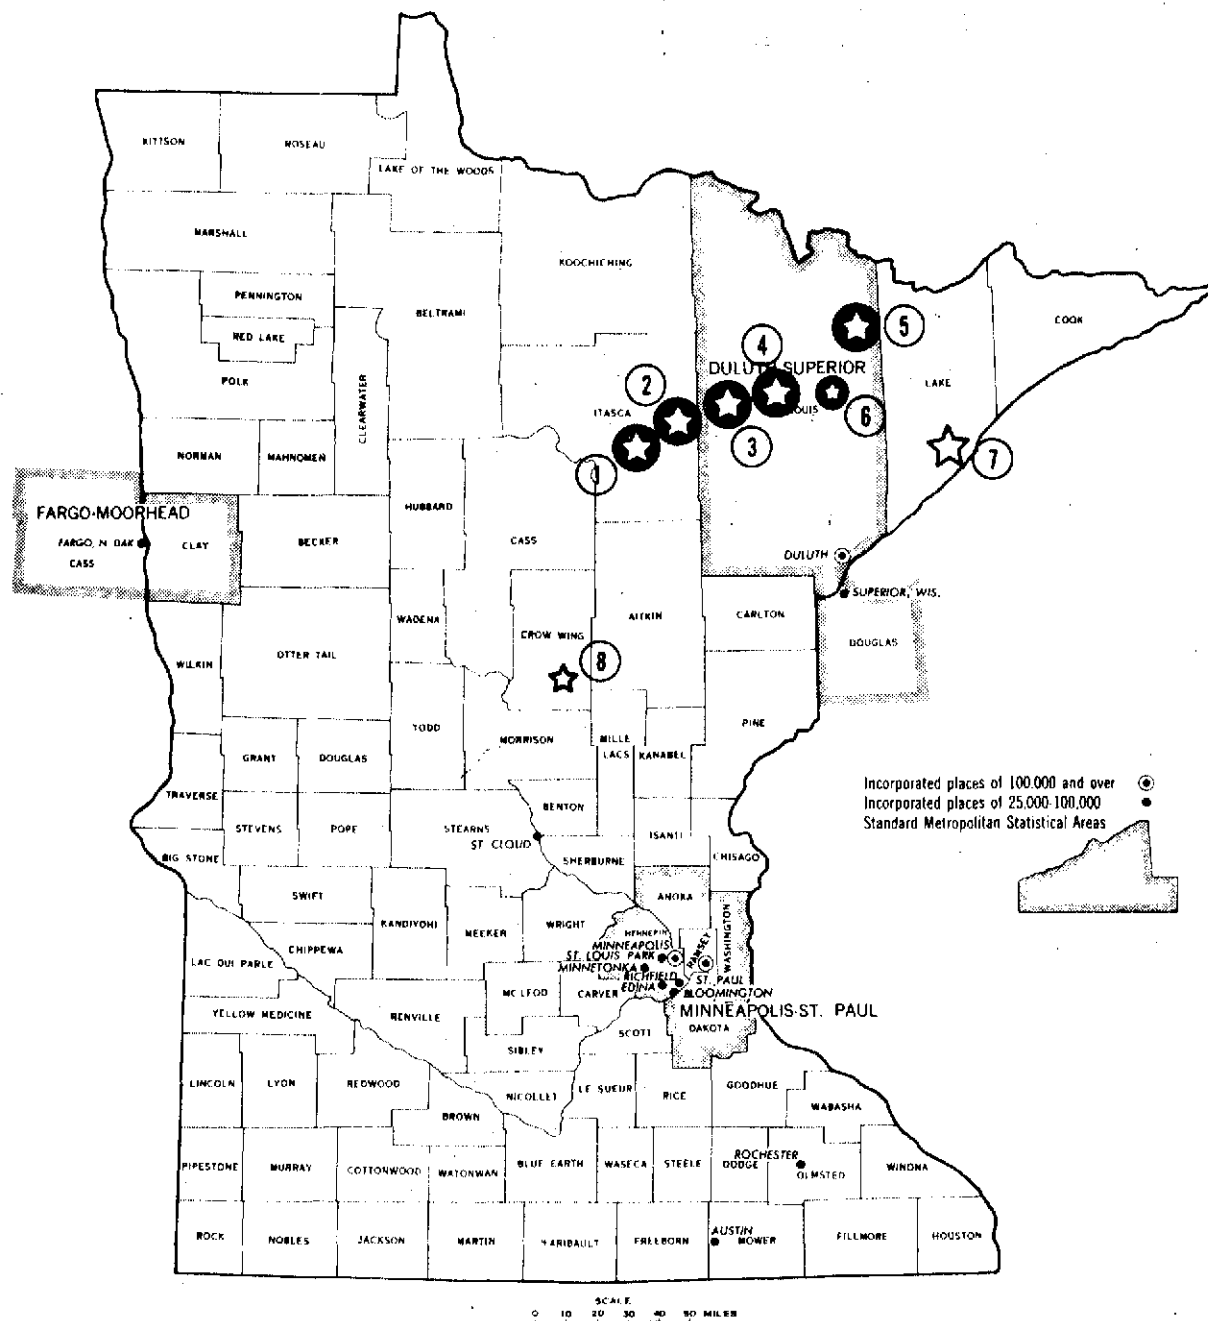 KITTSON
ROSEAU
LAKE OF THE WOODS
MARSHALL
KOOCHICHING
PENNINGTON
BELTRAMI
RED LAKE
POLK
CLEARWATER
COOK
5
4
DULUTH SUPERIOR
LAKE
2
ITASCA
LOUIS
6
3
7
1
NORMAN
MAHNOMEN
HUBBARD
FARGO-MOORHEAD
FARGO, N. DAK
CLAY
CASS
BECKER
CASS
DULUTH
SUPERIOR, WIS.
WADENA
CROW WING
AITKIN
CARLTON
DOUGLAS
WILKIN
OTTER TAIL
8
TODD
MORRISON
MILLE
LACS
KANABEC
PINE
GRANT
DOUGLAS
TRAVERSE
BENTON
Incorporated places of 100,000 and over
Incorporated places of 25,000-100,000
Standard Metropolitan Statistical Areas
STEVENS
POPE
STEARNS
ST CLOUD
ISANTI
BIG STONE
SHERBURNE
CHISAGO
SWIFT
ANOKA
KANDIYOHI
MEEKER
WRIGHT
HENNEPIN
RAMSEY
WASHINGTON
CHIPPEWA
MINNEAPOLIS
ST. LOUIS PARK
LAC QUI PARLE
MINNETONKA
RICHFIELD
ST. PAUL
EDINA
BLOOMINGTON
MC LEOD
CARVER
YELLOW MEDICINE
RENVILLE
MINNEAPOLIS-ST. PAUL
SCOTT
DAKOTA
SIBLEY
LINCOLN
LYON
REDWOOD
NICOLLET
LE SUEUR
RICE
GOODHUE
WABASHA
BROWN
PIPESTONE
MURRAY
COTTONWOOD
WATONWAN
BLUE EARTH
WASECA
STEELE
DODGE
ROCHESTER
OLMSTED
WINONA
ROCK
NOBLES
JACKSON
MARTIN
FARIBAULT
FREEBORN
AUSTIN
MOWER
FILLMORE
HOUSTON
SCALE
0 10 20 30 40 50 MILES